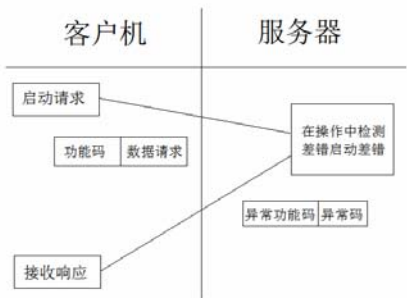 客户机
服务器
启动请求
在操作中检测
差错启动差错
功能码 数据请求
异常功能码 异常码
接收响应